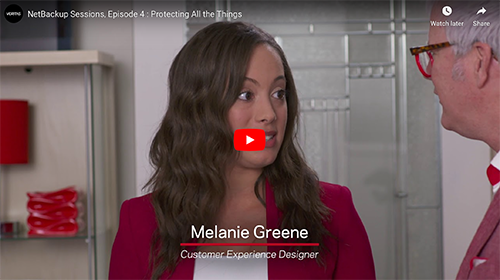 VERITAS
NetBackup Sessions, Episode 4 : Protecting All the Things
Watch later
Share
Melanie Greene
Customer Experience Designer